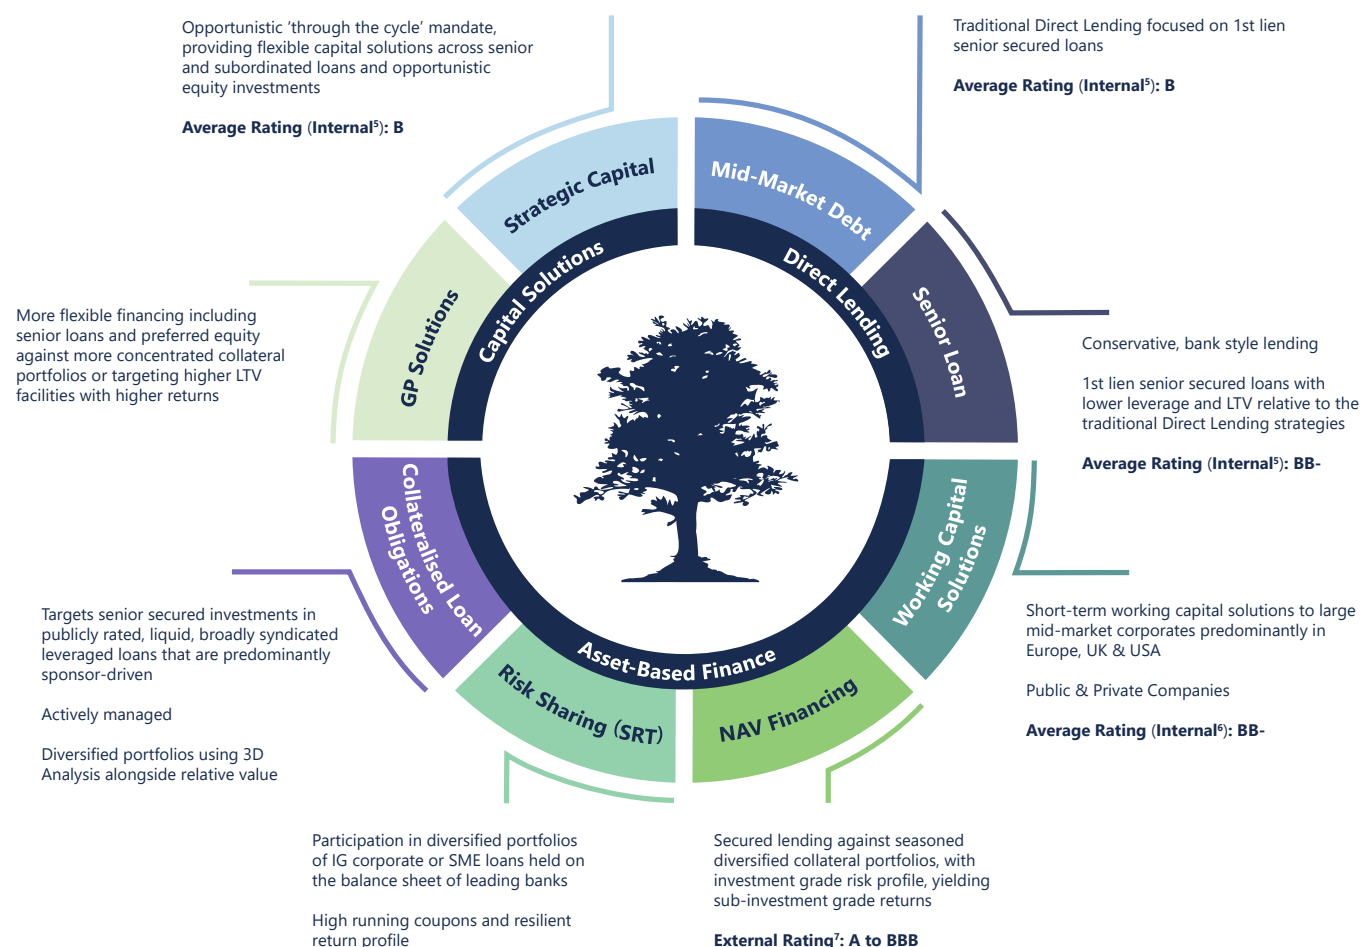 Opportunistic ‘through the cycle’ mandate,
providing flexible capital solutions across senior
and subordinated loans and opportunistic
equity investments
Average Rating (Internal⁵): B
Traditional Direct Lending focused on 1st lien
senior secured loans
Average Rating (Internal⁵): B
Strategic Capital
Mid-Market Debt
Capital Solutions
Direct Lending
GP Solutions
Senior Loan
More flexible financing including
senior loans and preferred equity
against more concentrated collateral
portfolios or targeting higher LTV
facilities with higher returns
Conservative, bank style lending
1st lien senior secured loans with
lower leverage and LTV relative to the
traditional Direct Lending strategies
Average Rating (Internal⁵): BB-
Collateralised Loan
Obligations
Working Capital
Solutions
Targets senior secured investments in
publicly rated, liquid, broadly syndicated
leveraged loans that are predominantly
sponsor-driven
Actively managed
Diversified portfolios using 3D
Analysis alongside relative value
Short-term working capital solutions to large
mid-market corporates predominantly in
Europe, UK & USA
Public & Private Companies
Average Rating (Internal⁶): BB-
Asset-Based Finance
Risk Sharing (SRT)
NAV Financing
Participation in diversified portfolios
of IG corporate or SME loans held on
the balance sheet of leading banks
High running coupons and resilient
return profile
Secured lending against seasoned
diversified collateral portfolios, with
investment grade risk profile, yielding
sub-investment grade returns
External Rating⁷: A to BBB